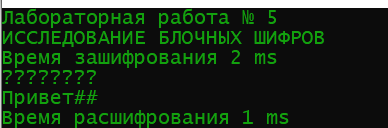 Лабораторная работа № 5
ИССЛЕДОВАНИЕ БЛОЧНЫХ ШИФРОВ
Время зашифрования 2 ms
????????
Привет##
Время расшифрования 1 ms